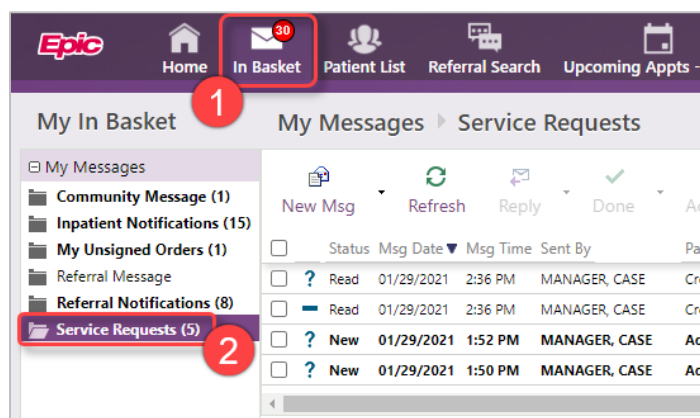 Epic
30
Home In Basket Patient List Referral Search Upcoming Appts
1
My In Basket
My Messages Service Requests
My Messages
Community Message (1)
Inpatient Notifications (15)
My Unsigned Orders (1)
Referral Message
Referral Notifications (8)
Service Requests (5)
2
New Msg Refresh Reply Done
Status Msg Date Msg Time Sent By
? Read 01/29/2021 2:36 PM MANAGER, CASE
Read 01/29/2021 2:36 PM MANAGER, CASE
? New 01/29/2021 1:52 PM MANAGER, CASE
? New 01/29/2021 1:50 PM MANAGER, CASE